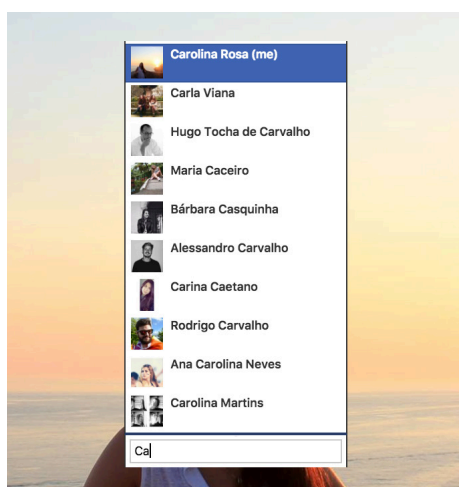 Carolina Rosa (me)
Carla Viana
Hugo Tocha de Carvalho
Maria Caceiro
Bárbara Casquinha
Alessandro Carvalho
Carina Caetano
Rodrigo Carvalho
Ana Carolina Neves
Carolina Martins
Ca